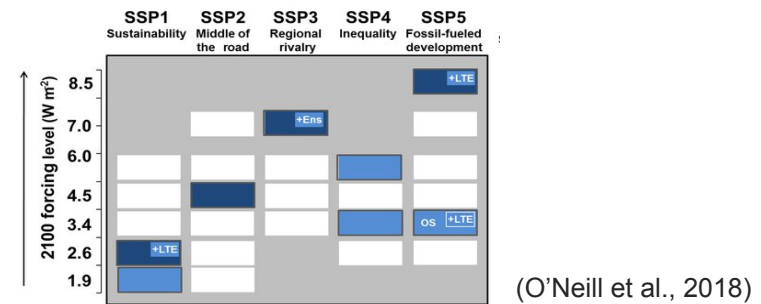 SSP1 SSP2 SSP3 SSP4 SSP5
Sustainability Middle of Regional Inequality Fossil-fueled
the road rivalry development
2100 forcing level (W m²)
8.5 +LTE
7.0 +Ens
6.0
4.5
3.4 OS +LTE
2.6 +LTE
1.9
(O’Neill et al., 2018)